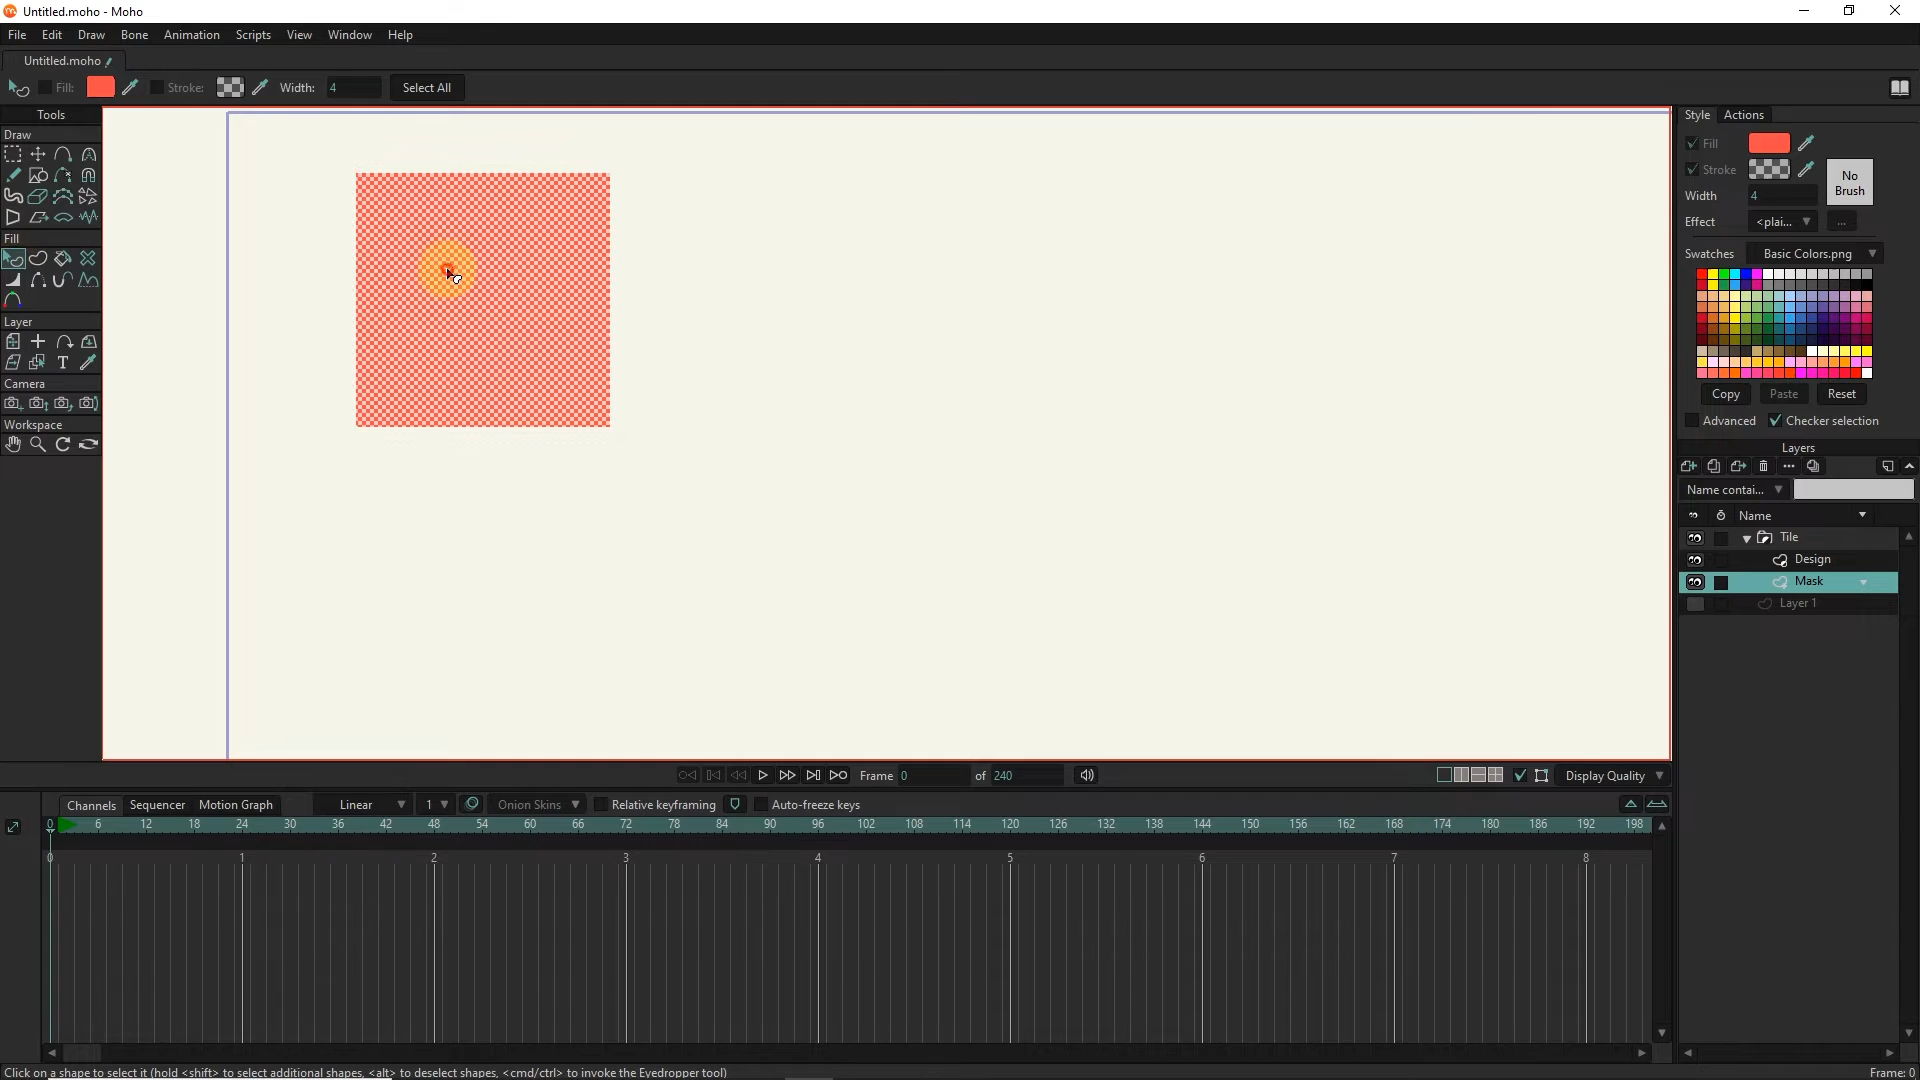 Untitled.moho - Moho
File Edit Draw Bone Animation Scripts View Window Help
Untitled.moho
Fill: Stroke: Width: 4 Select All
Tools
Draw
Fill
Layer
Camera
Workspace
Style Actions
Fill
Stroke
No Brush
Width 4
Effect <plai... ...
Swatches Basic Colors.png
Copy Paste Reset
Advanced Checker selection
Layers
Name contai...
Name
Tile
Design
Mask
Layer 1
Frame 0 of 240 Display Quality
Channels Sequencer Motion Graph Linear 1 Onion Skins Relative keyframing Auto-freeze keys
0 6 12 18 24 30 36 42 48 54 60 66 72 78 84 90 96 102 108 114 120 126 132 138 144 150 156 162 168 174 180 186 192 198
0 1 2 3 4 5 6 7 8
Click on a shape to select it (hold <shift> to select additional shapes, <alt> to deselect shapes, <cmd/ctrl> to invoke the Eyedropper tool) Frame: 0